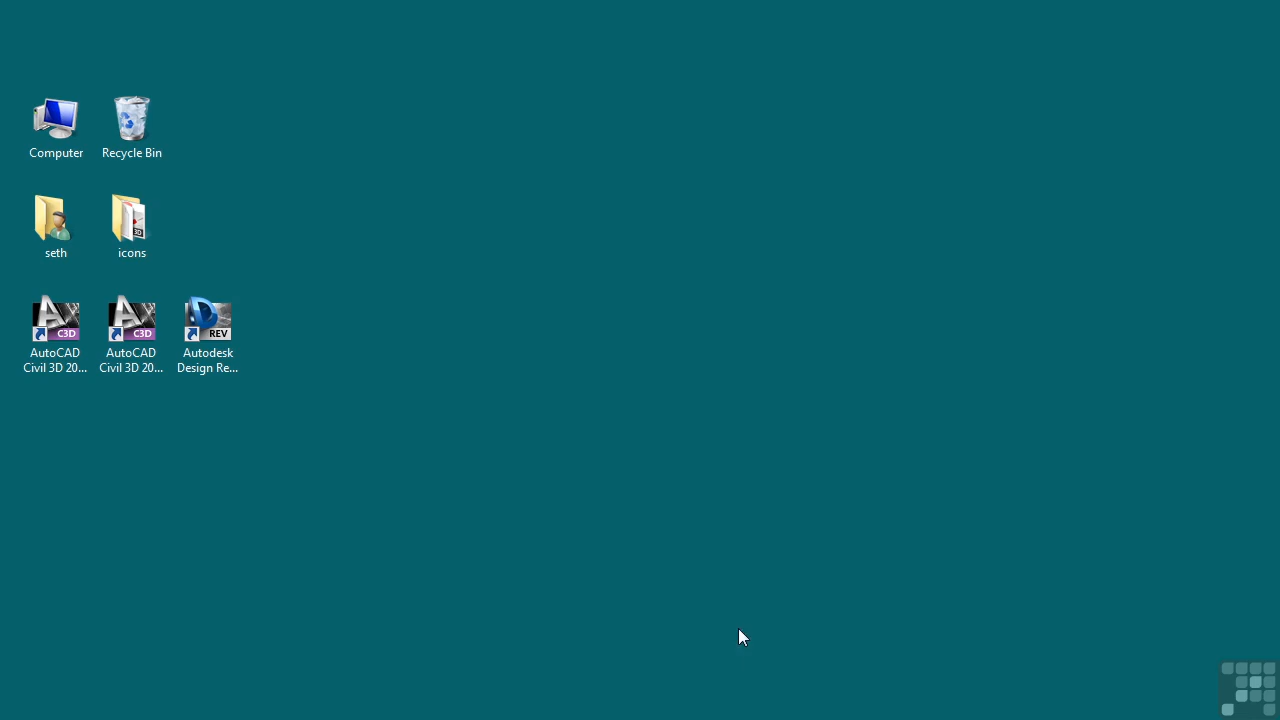 Computer
Recycle Bin
seth
icons
C3D
C3D
REV
AutoCAD
Civil 3D 20...
AutoCAD
Civil 3D 20...
Autodesk
Design Re...